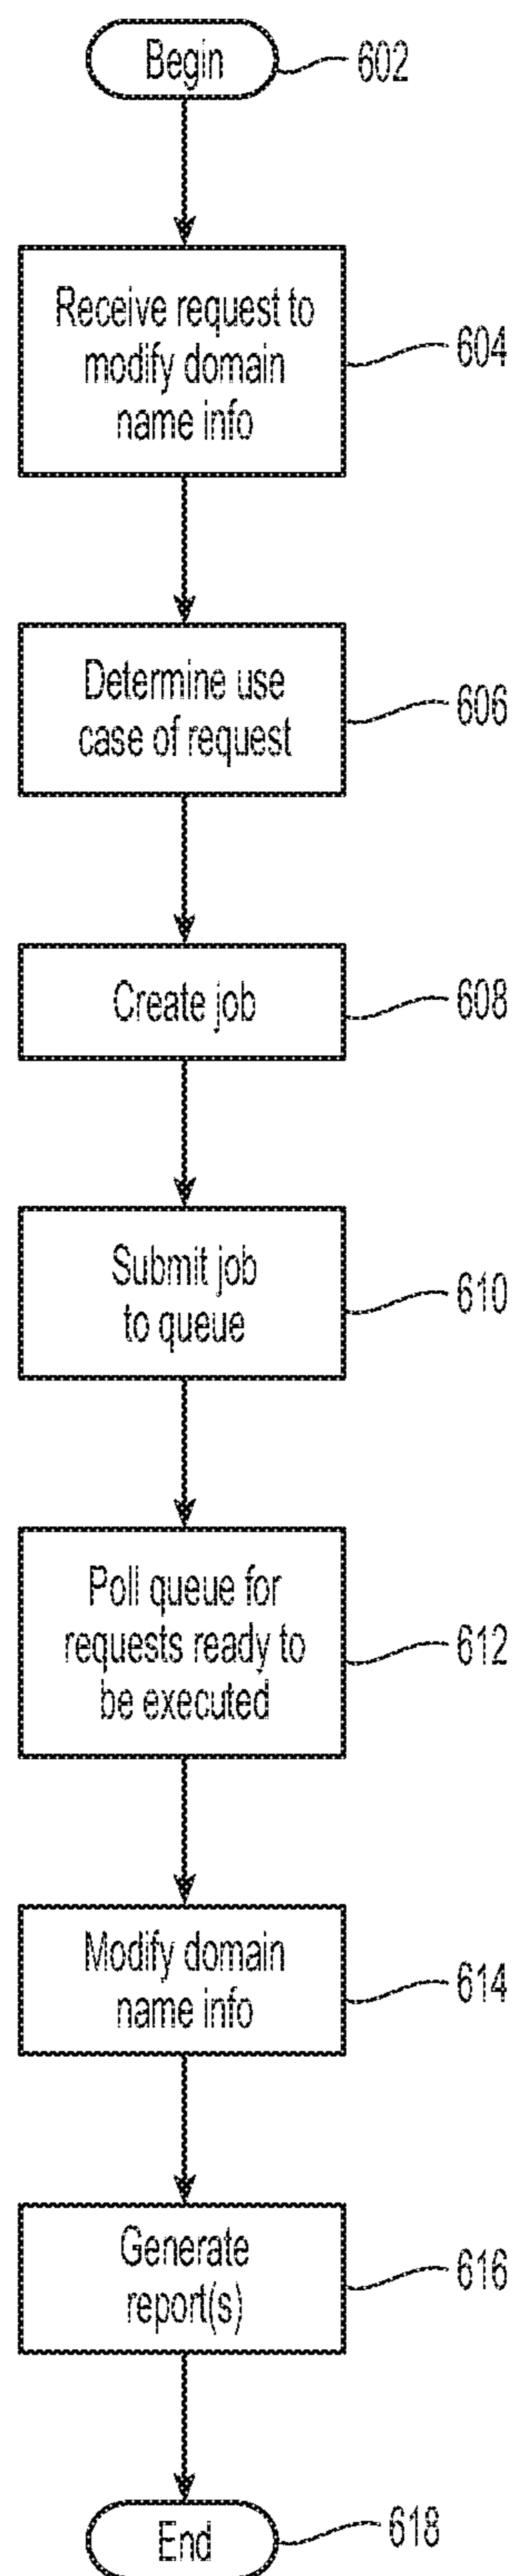 Begin
602
Receive request to
modify domain
name info
604
Determine use
case of request
606
Create job
608
Submit job
to queue
610
Poll queue for
requests ready to
be executed
612
Modify domain
name info
614
Generate
report(s)
616
End
618